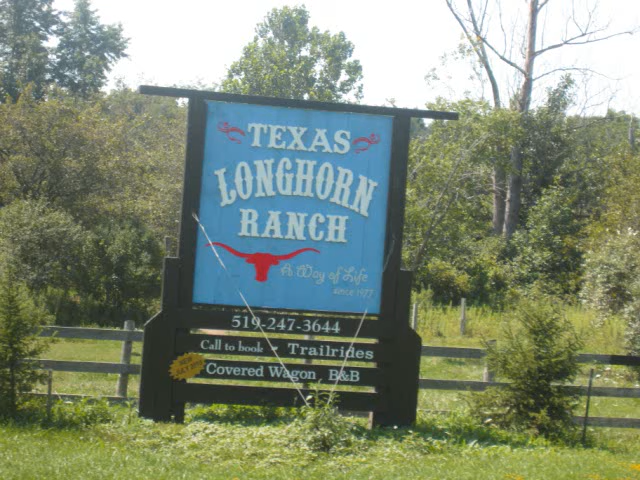 TEXAS
LONGHORN
RANCH
A Way of Life
since 1977
519-247-3644
Call to book - Trailrides
Covered Wagon B&B